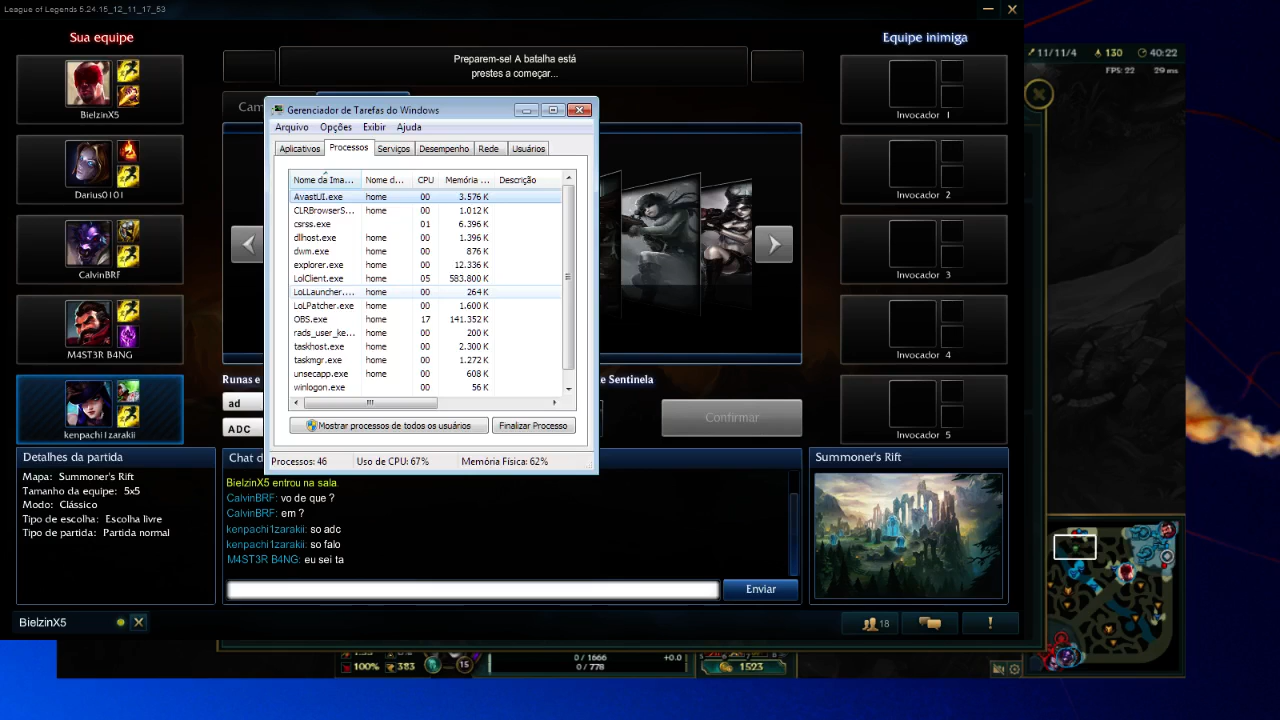 League of Legends 5.24.15_12_11_17_53
Sua equipe
BielzinX5
Darius0101
CalvinBRF
M4ST3R B4NG
kenpachi1zarakii
Preparem-se! A batalha está
prestes a começar...
Equipe inimiga
Invocador 1
Invocador 2
Invocador 3
Invocador 4
Invocador 5
11/11/4 130 40:22
FPS: 22 29ms
Cam
Gerenciador de Tarefas do Windows
Arquivo Opções Exibir Ajuda
Aplicativos Processos Serviços Desempenho Rede Usuários
Nome da Ima... Nome d... CPU Memória ... Descrição
AvastUI.exe home 00 3.576 K
CLRBrowserS... home 00 1.012 K
csrss.exe 01 6.396 K
dllhost.exe home 00 1.396 K
dwm.exe home 00 876 K
explorer.exe home 00 12.336 K
LolClient.exe home 05 583.800 K
LoLLauncher.... home 00 264 K
LoLPatcher.exe home 00 1.600 K
OBS.exe home 17 141.352 K
rads_user_ke... home 00 200 K
taskhost.exe home 00 2.300 K
taskmgr.exe home 00 1.272 K
unsecapp.exe home 00 608 K
winlogon.exe 00 56 K
Mostrar processos de todos os usuários Finalizar Processo
Processos: 46 Uso de CPU: 67% Memória Física: 62%
Runas e
e Sentinela
ad
ADC
Confirmar
Detalhes da partida
Mapa: Summoner's Rift
Tamanho da equipe: 5x5
Modo: Clássico
Tipo de escolha: Escolha livre
Tipo de partida: Partida normal
Chat d
BielzinX5 entrou na sala.
CalvinBRF: vo de que ?
CalvinBRF: em ?
kenpachi1zarakii: so adc
kenpachi1zarakii: so falo
M4ST3R B4NG: eu sei ta
Enviar
Summoner's Rift
BielzinX5
18
100% 383 15
0 / 1666 +0.0
0 / 778
1523